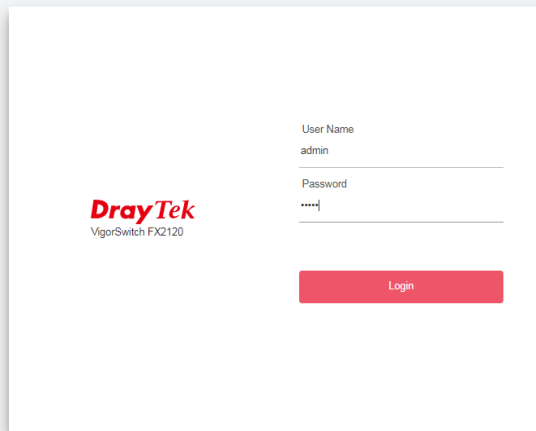 User Name
admin
Password
•••••
DrayTek
VigorSwitch FX2120
Login